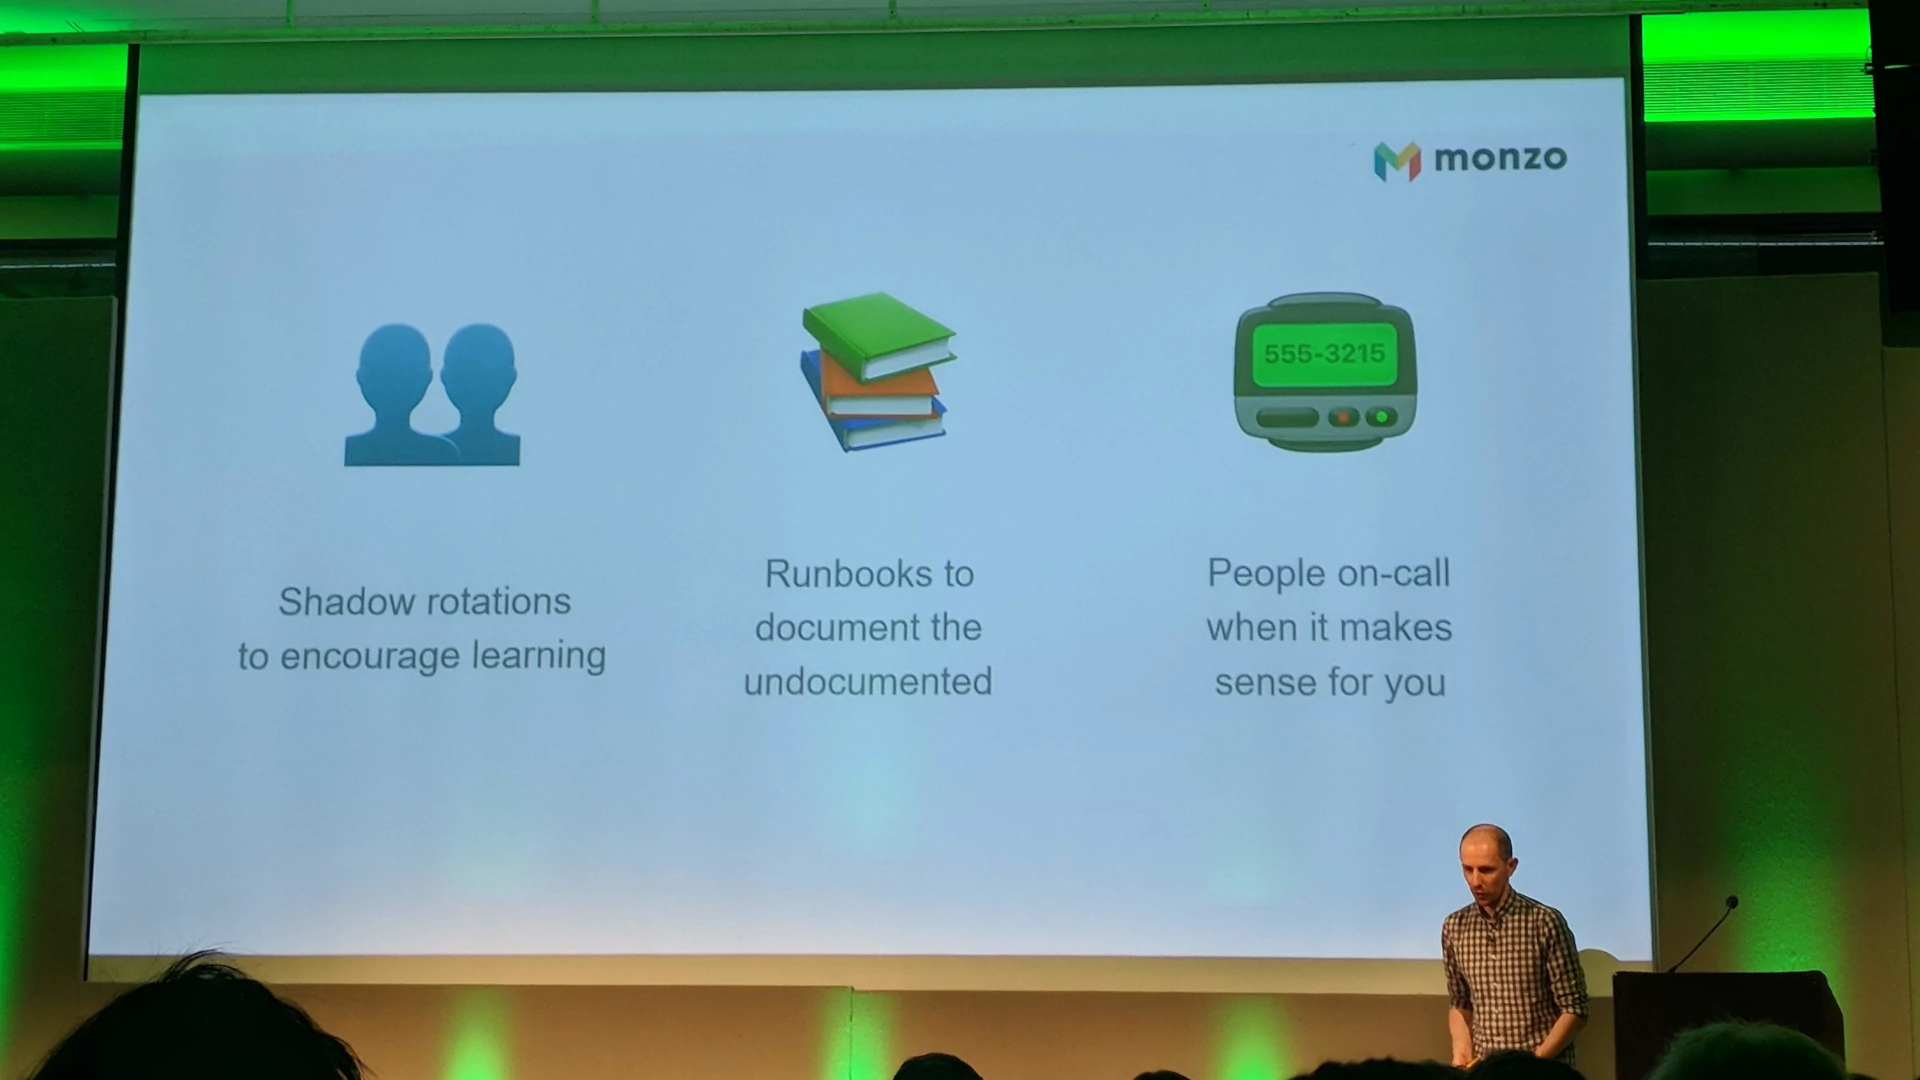 monzo
555-3215
Shadow rotations
to encourage learning
Runbooks to
document the
undocumented
People on-call
when it makes
sense for you